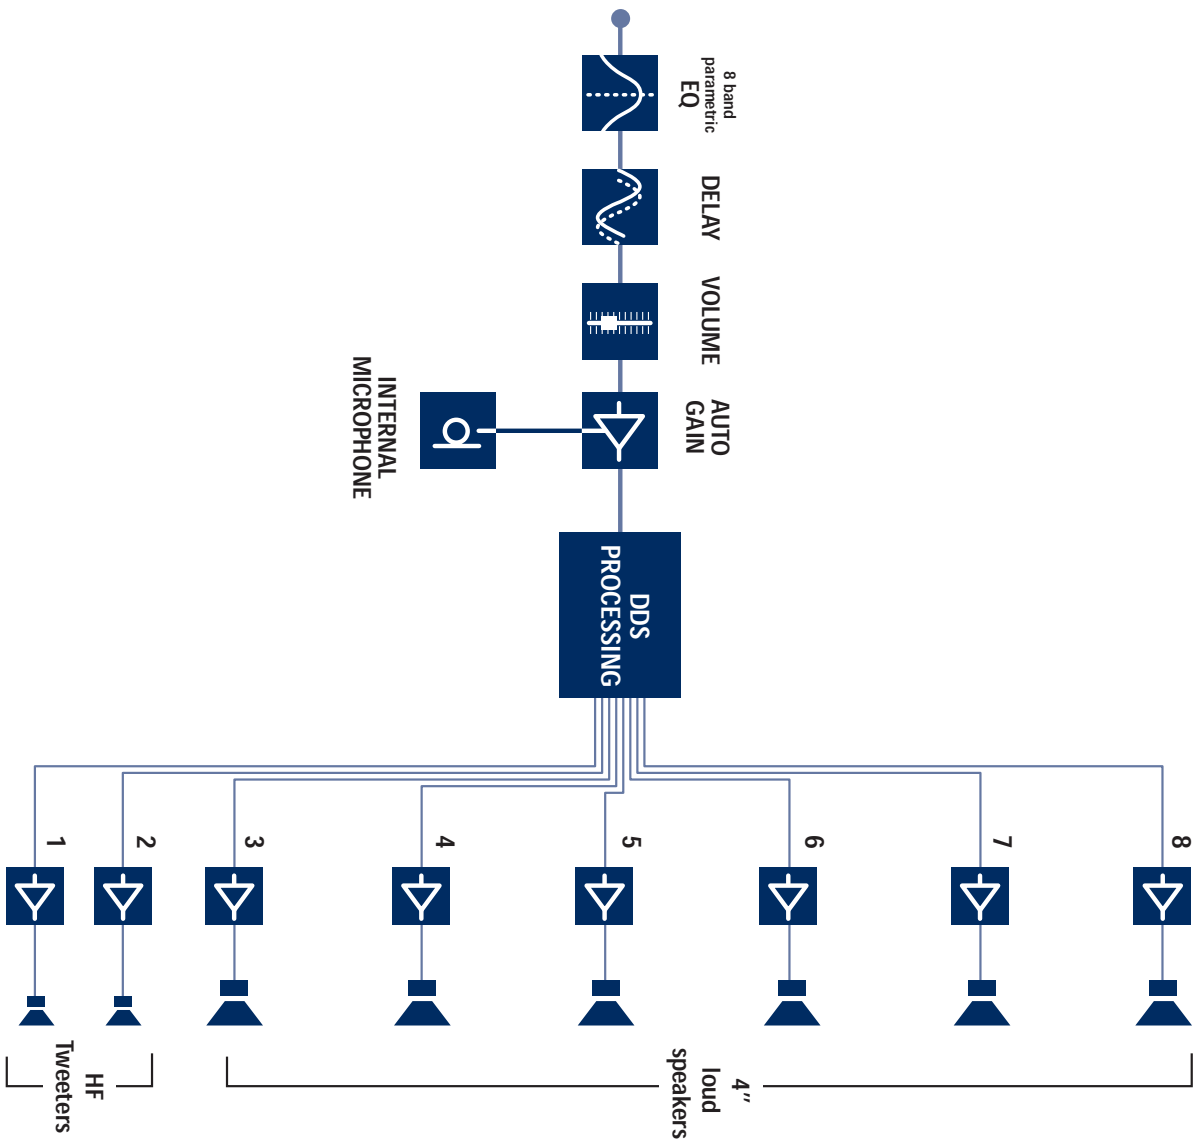 8 band
parametric
EQ
DELAY
VOLUME
AUTO
GAIN
INTERNAL
MICROPHONE
DDS
PROCESSING
1
2
3
4
5
6
7
8
HF
Tweeters
4"
loud
speakers